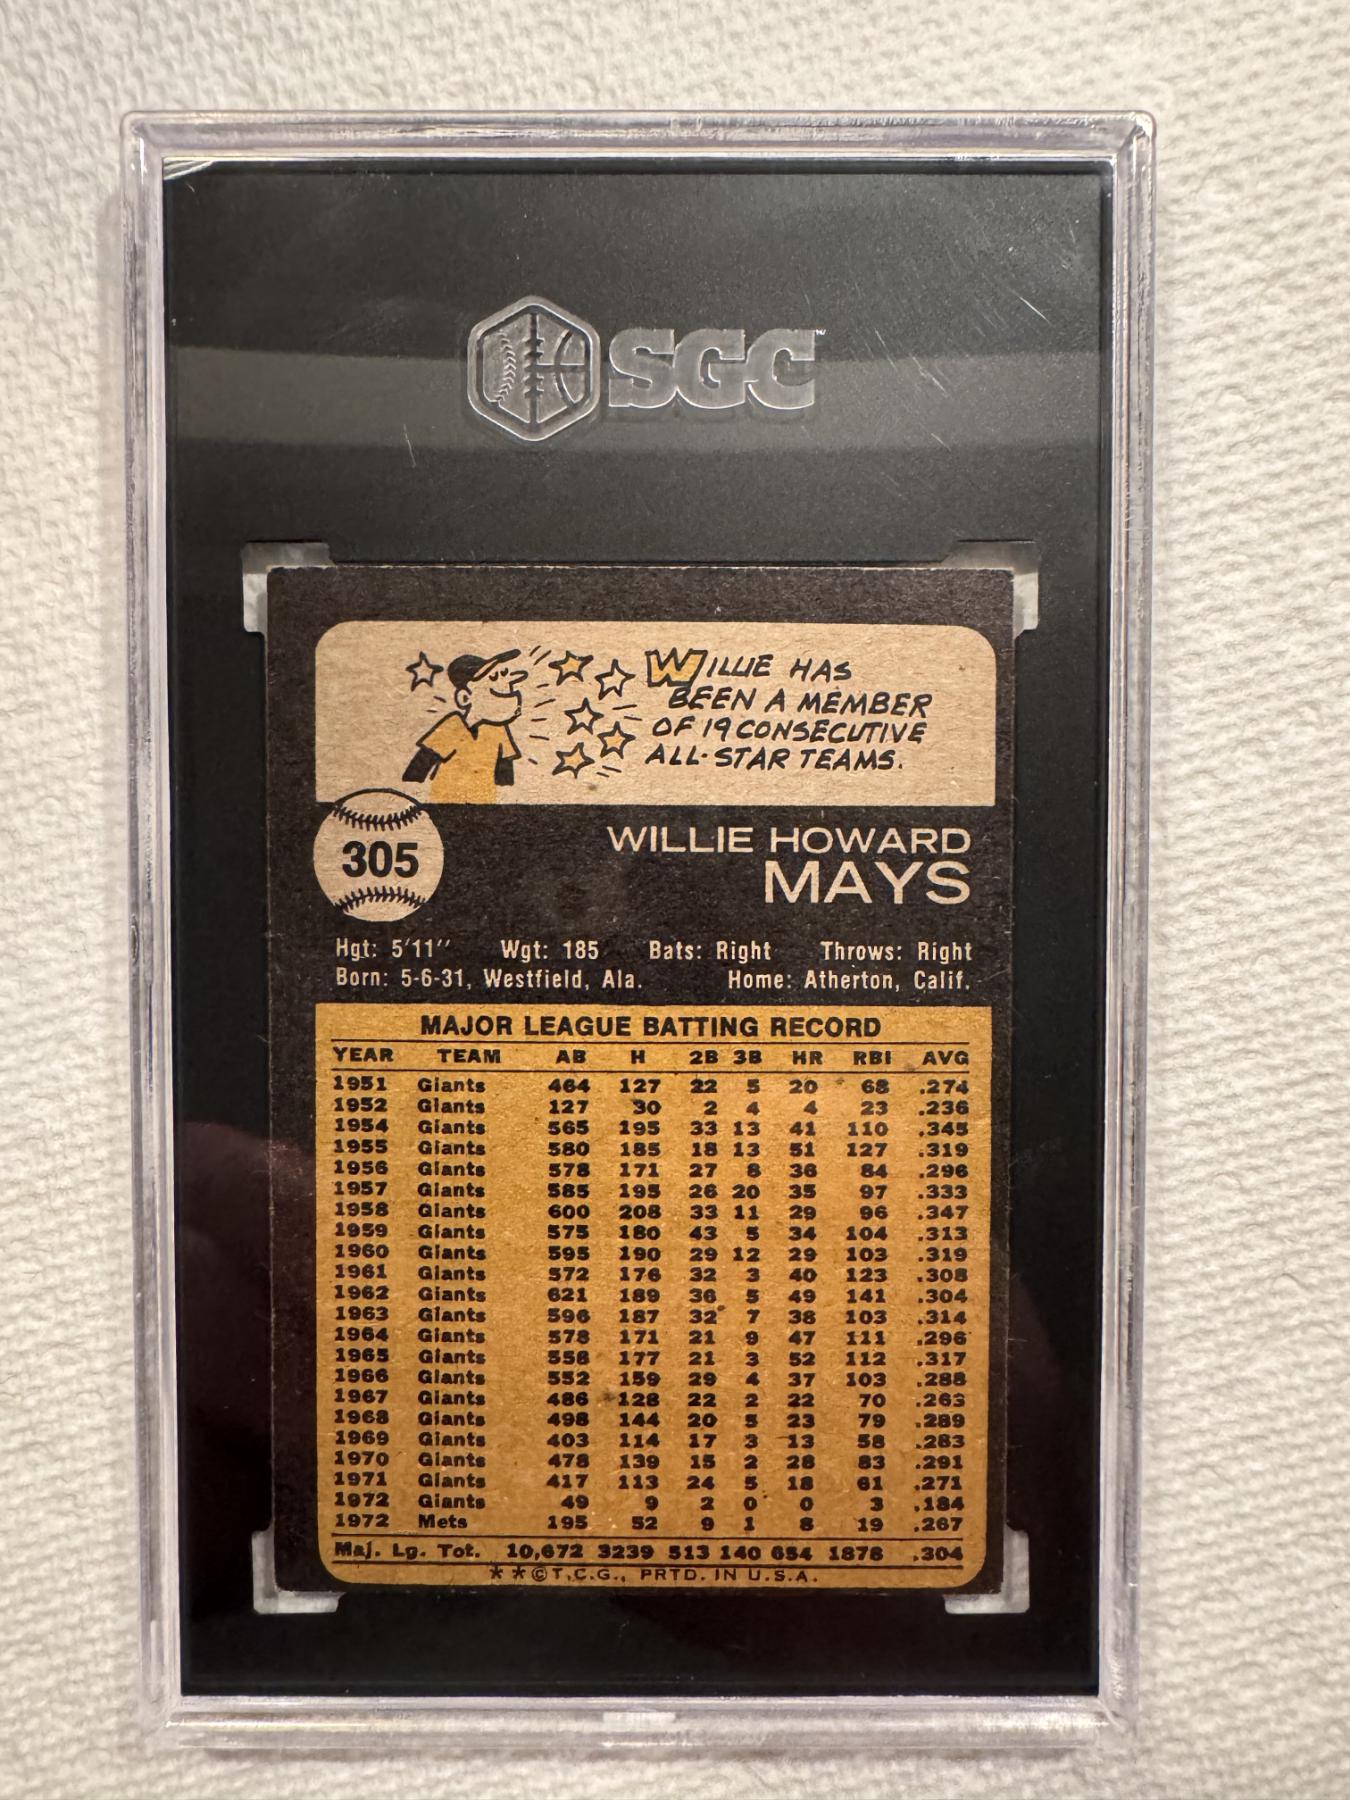 SGC™
WILLIE HAS
BEEN A MEMBER
OF 19 CONSECUTIVE
ALL-STAR TEAMS.
305
WILLIE HOWARD
MAYS
Hgt: 5'11'' Wgt: 185 Bats: Right Throws: Right
Born: 5-6-31, Westfield, Ala. Home: Atherton, Calif.
MAJOR LEAGUE BATTING RECORD
YEAR TEAM AB H 2B 3B HR RBI AVG
1951 Giants 464 127 22 5 20 68 .274
1952 Giants 127 30 2 4 4 23 .236
1954 Giants 565 195 33 13 41 110 .345
1955 Giants 580 185 18 13 51 127 .319
1956 Giants 578 171 27 8 36 84 .296
1957 Giants 585 195 26 20 35 97 .333
1958 Giants 600 208 33 11 29 96 .347
1959 Giants 575 180 43 5 34 104 .313
1960 Giants 595 190 29 12 29 103 .319
1961 Giants 572 176 32 3 40 123 .308
1962 Giants 621 189 36 5 49 141 .304
1963 Giants 596 187 32 7 38 103 .314
1964 Giants 578 171 21 9 47 111 .296
1965 Giants 558 177 21 3 52 112 .317
1966 Giants 552 159 29 4 37 103 .288
1967 Giants 486 128 22 2 22 70 .263
1968 Giants 498 144 20 5 23 79 .289
1969 Giants 403 114 17 3 13 58 .283
1970 Giants 478 139 15 2 28 83 .291
1971 Giants 417 113 24 5 18 61 .271
1972 Giants 49 9 2 0 0 3 .184
1972 Mets 195 52 9 1 8 19 .267
Maj. Lg. Tot. 10,672 3239 513 140 654 1878 .304
* * © T.C.G., PRTD. IN U.S.A.